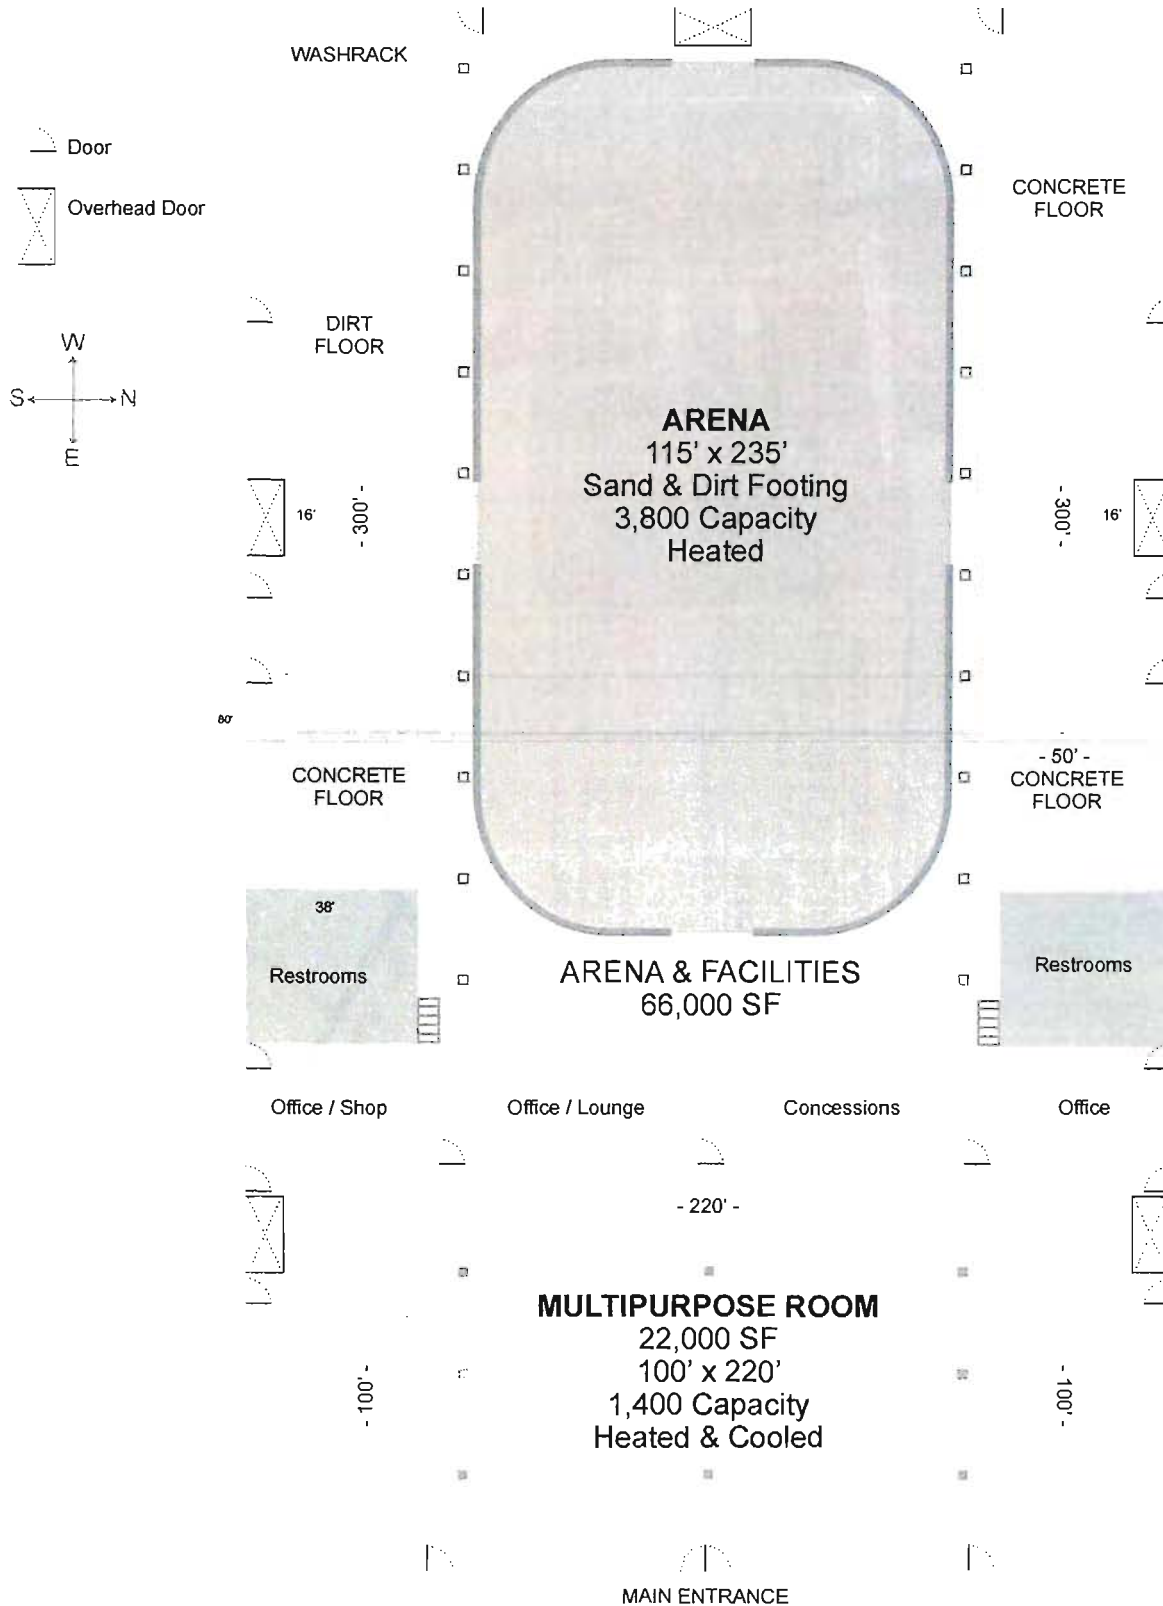 WASHRACK
Door
Overhead Door
CONCRETE
FLOOR
DIRT
FLOOR
W
S
N
E
ARENA
115' x 235'
Sand & Dirt Footing
3,800 Capacity
Heated
16'
- 300' -
- 300' -
16'
80'
CONCRETE
FLOOR
- 50' -
CONCRETE
FLOOR
38'
Restrooms
ARENA & FACILITIES
66,000 SF
Restrooms
Office / Shop
Office / Lounge
Concessions
Office
- 220' -
MULTIPURPOSE ROOM
22,000 SF
100' x 220'
1,400 Capacity
Heated & Cooled
- 100' -
- 100' -
MAIN ENTRANCE